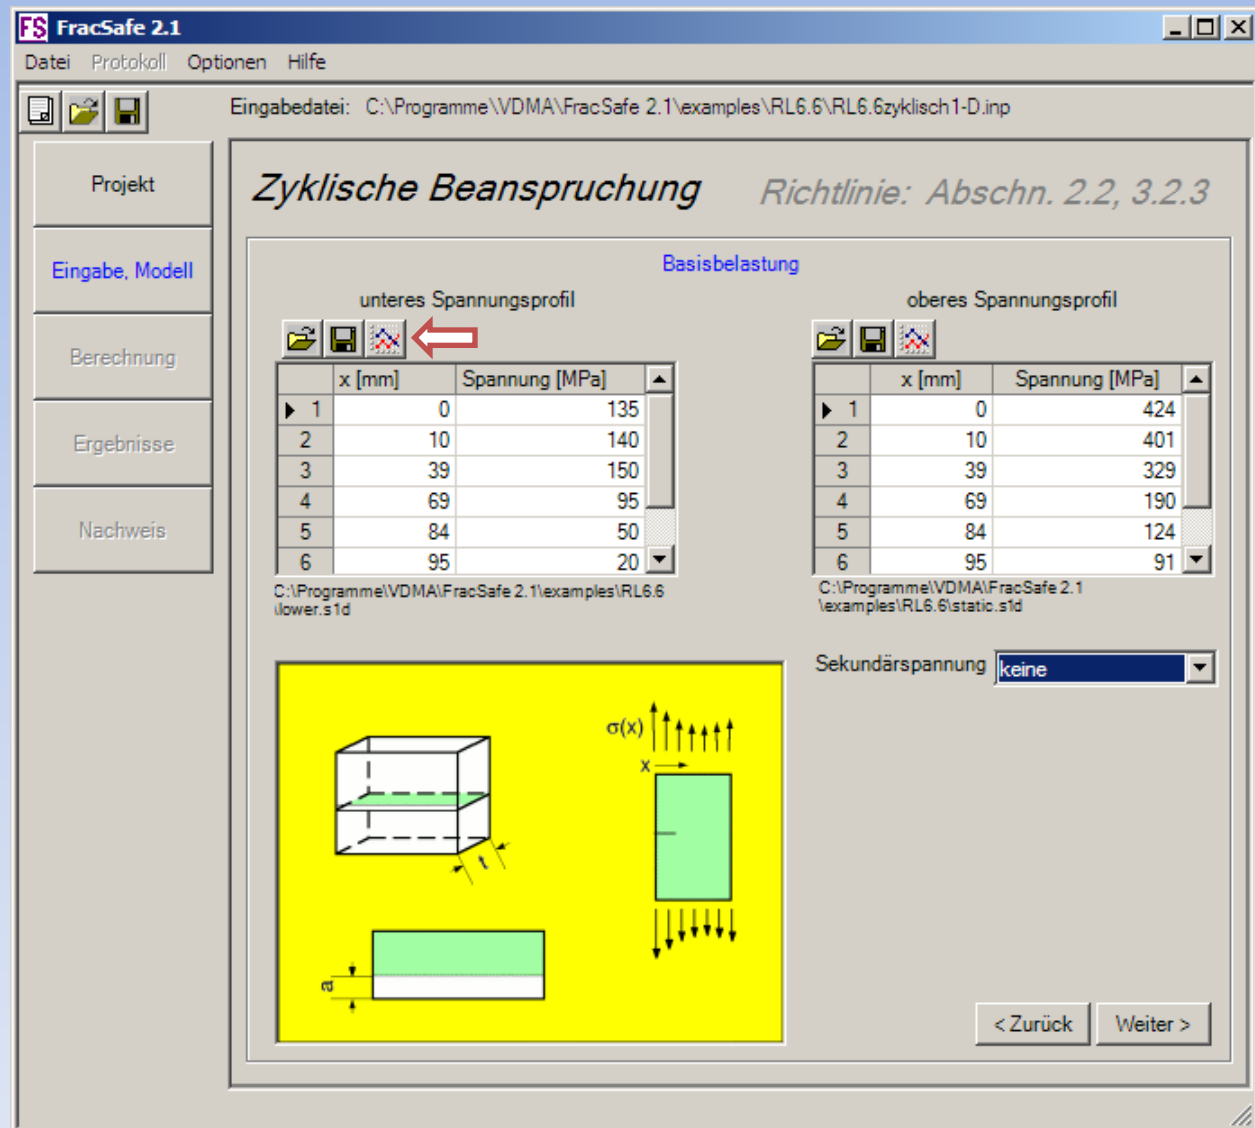 FS FracSafe 2.1
Datei Protokoll Optionen Hilfe
Eingabedatei: C:\Programme\VDMA\FracSafe 2.1\examples\RL6.6\RL6.6zyklisch1-D.inp
Projekt
Eingabe, Modell
Berechnung
Ergebnisse
Nachweis
Zyklische Beanspruchung Richtlinie: Abschn. 2.2, 3.2.3
Basisbelastung
unteres Spannungsprofil
x [mm] Spannung [MPa]
1 0 135
2 10 140
3 39 150
4 69 95
5 84 50
6 95 20
C:\Programme\VDMA\FracSafe 2.1\examples\RL6.6
\lower.s1d
oberes Spannungsprofil
x [mm] Spannung [MPa]
1 0 424
2 10 401
3 39 329
4 69 190
5 84 124
6 95 91
C:\Programme\VDMA\FracSafe 2.1
\examples\RL6.6\static.s1d
Sekundärspannung keine
σ(x)
x
t
a
< Zurück Weiter >